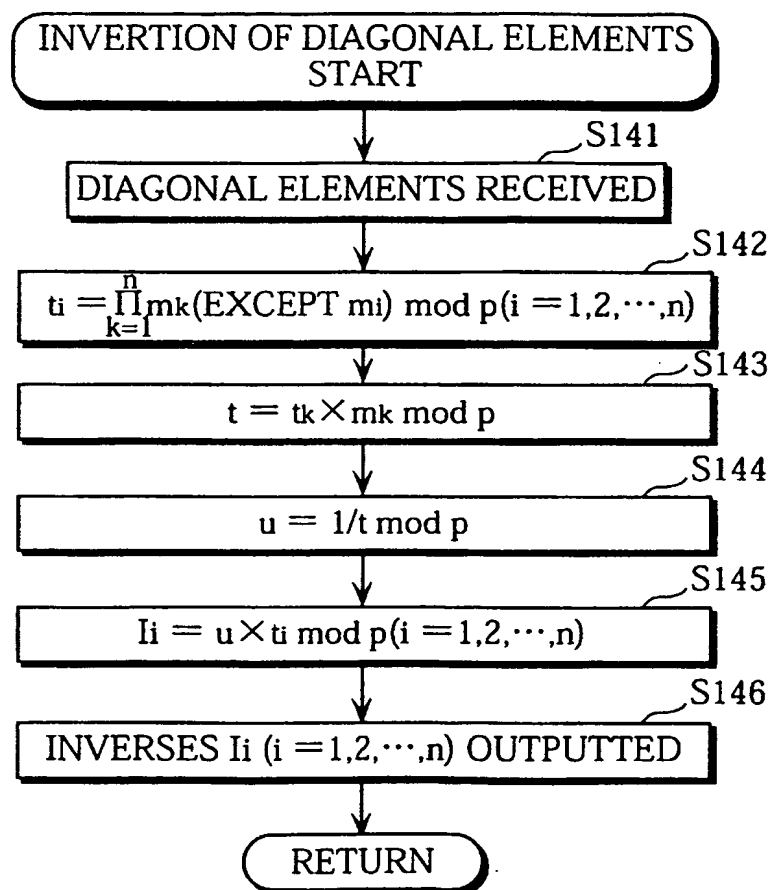 INVERTION OF DIAGONAL ELEMENTS
START
S141
DIAGONAL ELEMENTS RECEIVED
S142
ti = n∏k=1 mk(EXCEPT mi) mod p(i = 1,2,⋯,n)
S143
t = tk×mk mod p
S144
u = 1/t mod p
S145
Ii = u×ti mod p(i = 1,2,⋯,n)
S146
INVERSES Ii (i = 1,2,⋯,n) OUTPUTTED
RETURN